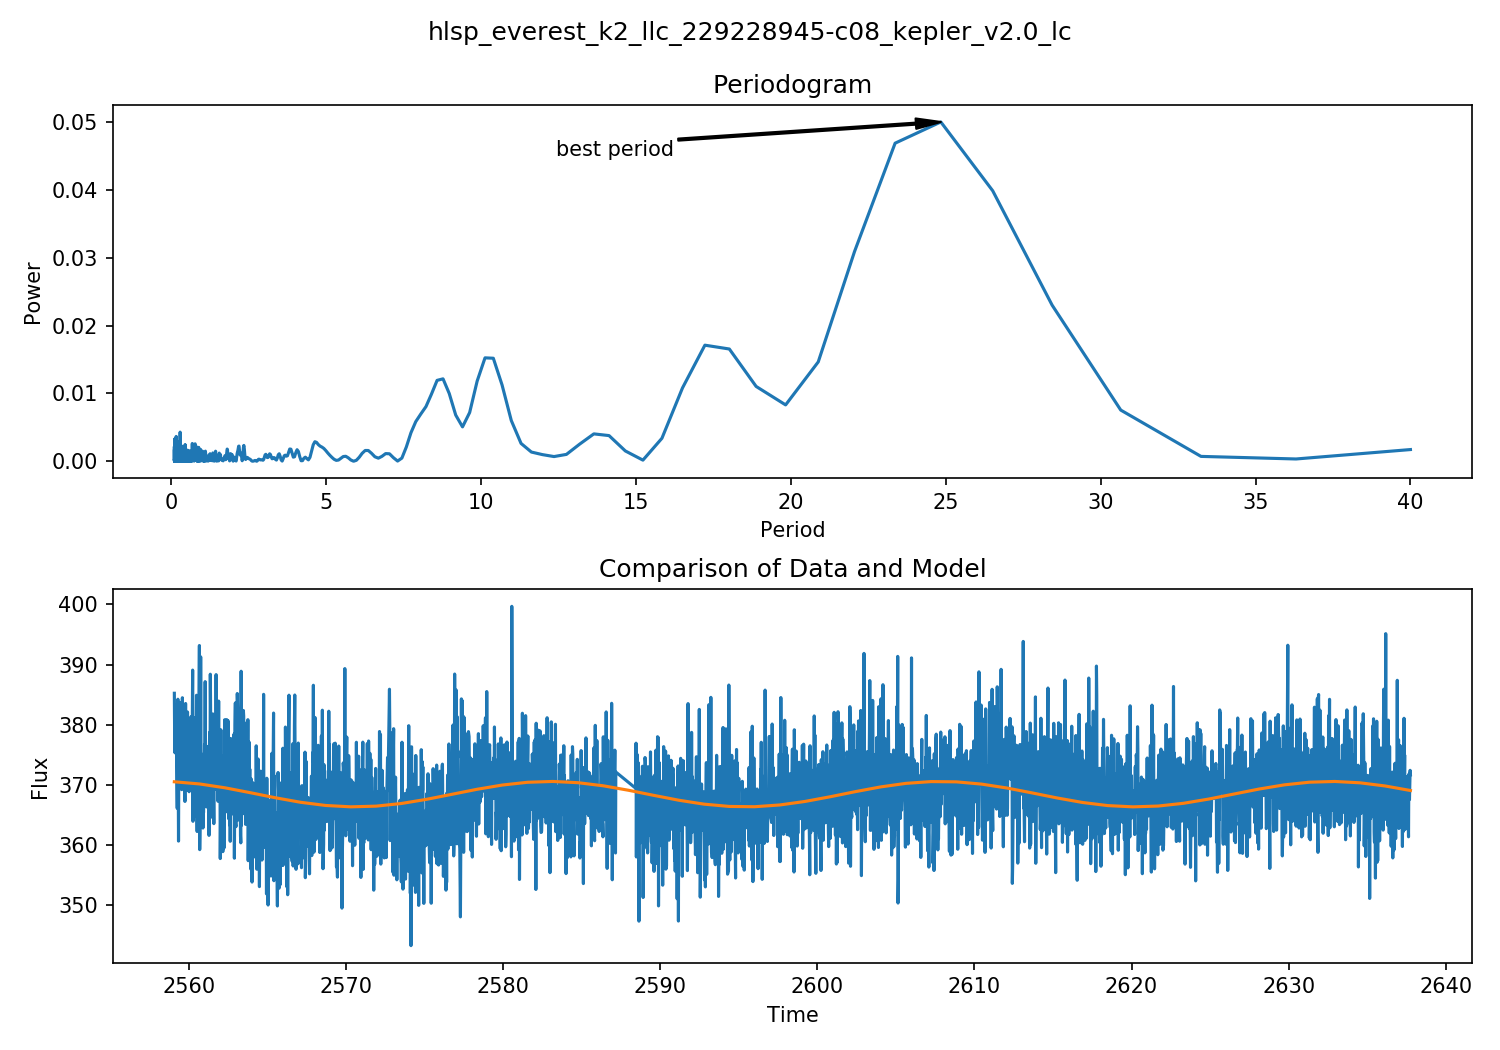 hlsp_everest_k2_llc_229228945-c08_kepler_v2.0_lc
Periodogram
0.05
0.04
0.03
0.02
0.01
0.00
Power
best period
0 5 10 15 20 25 30 35 40
Period
Comparison of Data and Model
400
390
380
370
360
350
Flux
2560 2570 2580 2590 2600 2610 2620 2630 2640
Time